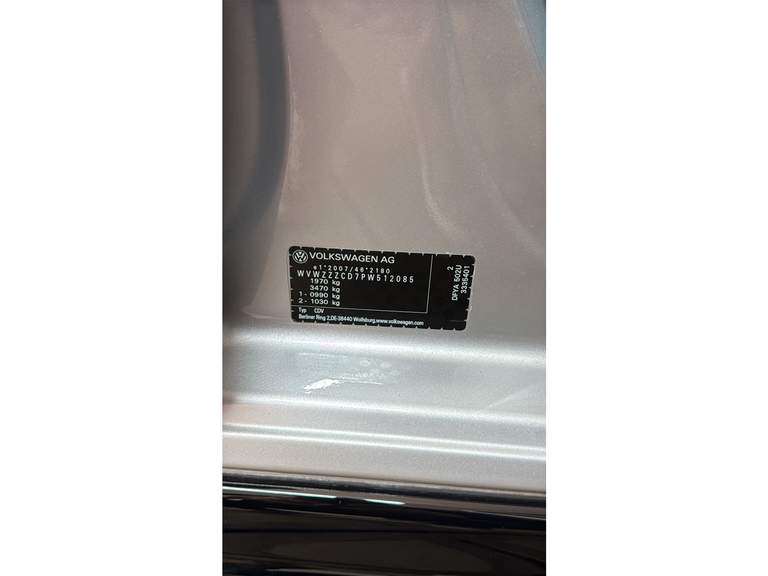 VOLKSWAGEN AG
e1*2007/46*2180
WVWZZZCD7PW512085
1970 kg
3470 kg
1 - 0990 kg
2 - 1030 kg
Typ CDV
Berliner Ring 2,DE-38440 Wolfsburg,www.volkswagen.com
2
DFYA 502U
3335401